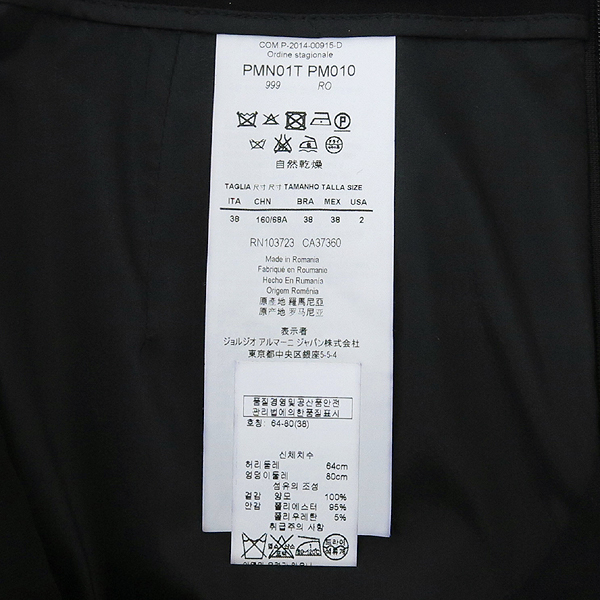 COM.P-2014-00915-D
Ordine stagionale
PMN01T PM010
999 RO
自然乾燥
TAGLIA 尺寸 尺寸 TAMANHO TALLA SIZE
ITA CHN BRA MEX USA
38 160/68A 38 38 2
RN103723 CA37360
Made in Romania
Fabriqué en Roumanie
Hecho En Rumania
Origem Romênia
原產地 羅馬尼亞
原产地 罗马尼亚
表示者
ジョルジオ アルマーニ ジャパン株式会社
東京都中央区銀座5-5-4
품질경영및공산품안전
관리법에의한품질표시
호칭: 64-80(38)
신체치수
허리둘레 64cm
엉덩이둘레 80cm
섬유의 조성
겉감 양모 100%
안감 폴리에스터 95%
폴리우레탄 5%
취급주의 사항